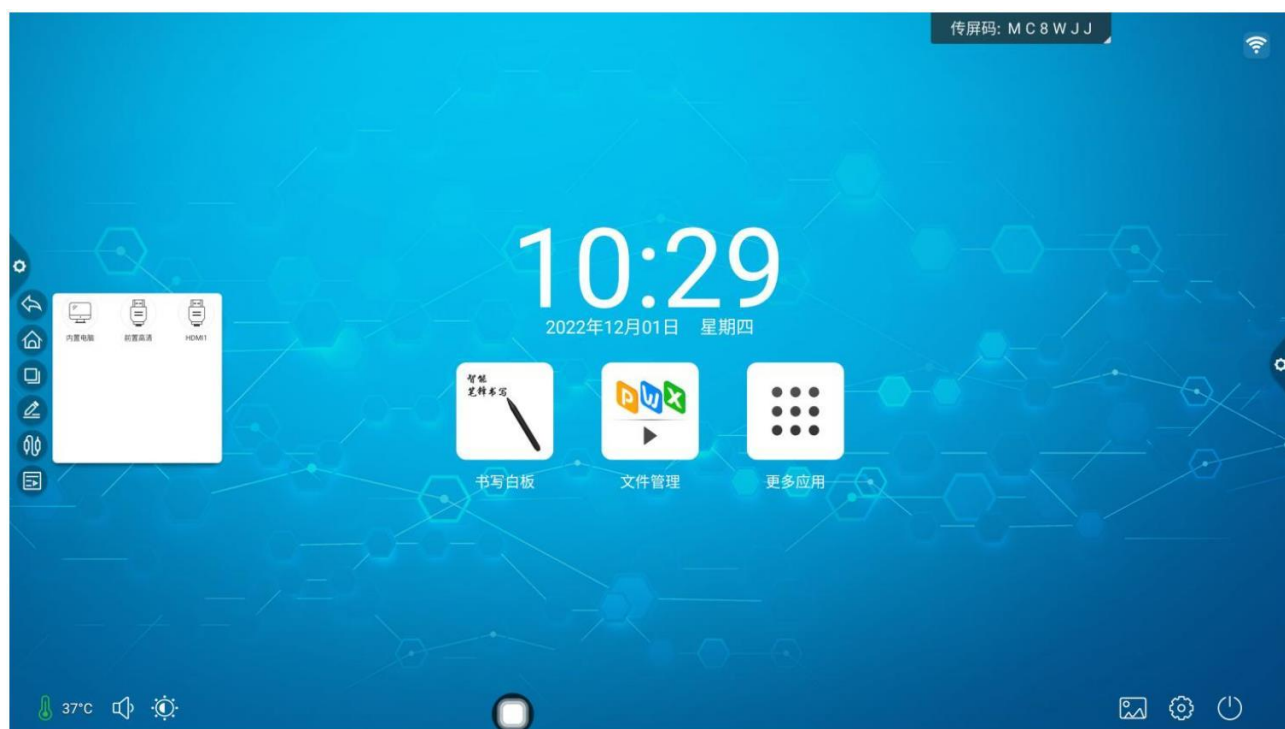 传屏码: MC8WJJ
10:29
2022年12月01日 星期四
内置电脑 前置高清 HDMI1
智能
笔锋书写
P W X
书写白板 文件管理 更多应用
37°C